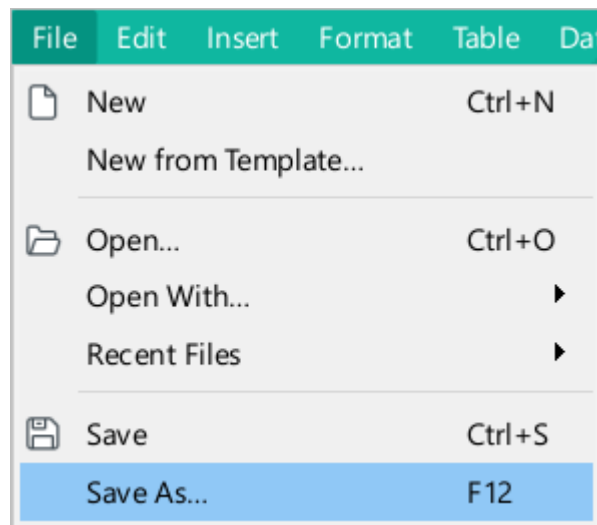 File Edit Insert Format Table Da
New Ctrl+N
New from Template...
Open... Ctrl+O
Open With...
Recent Files
Save Ctrl+S
Save As... F12